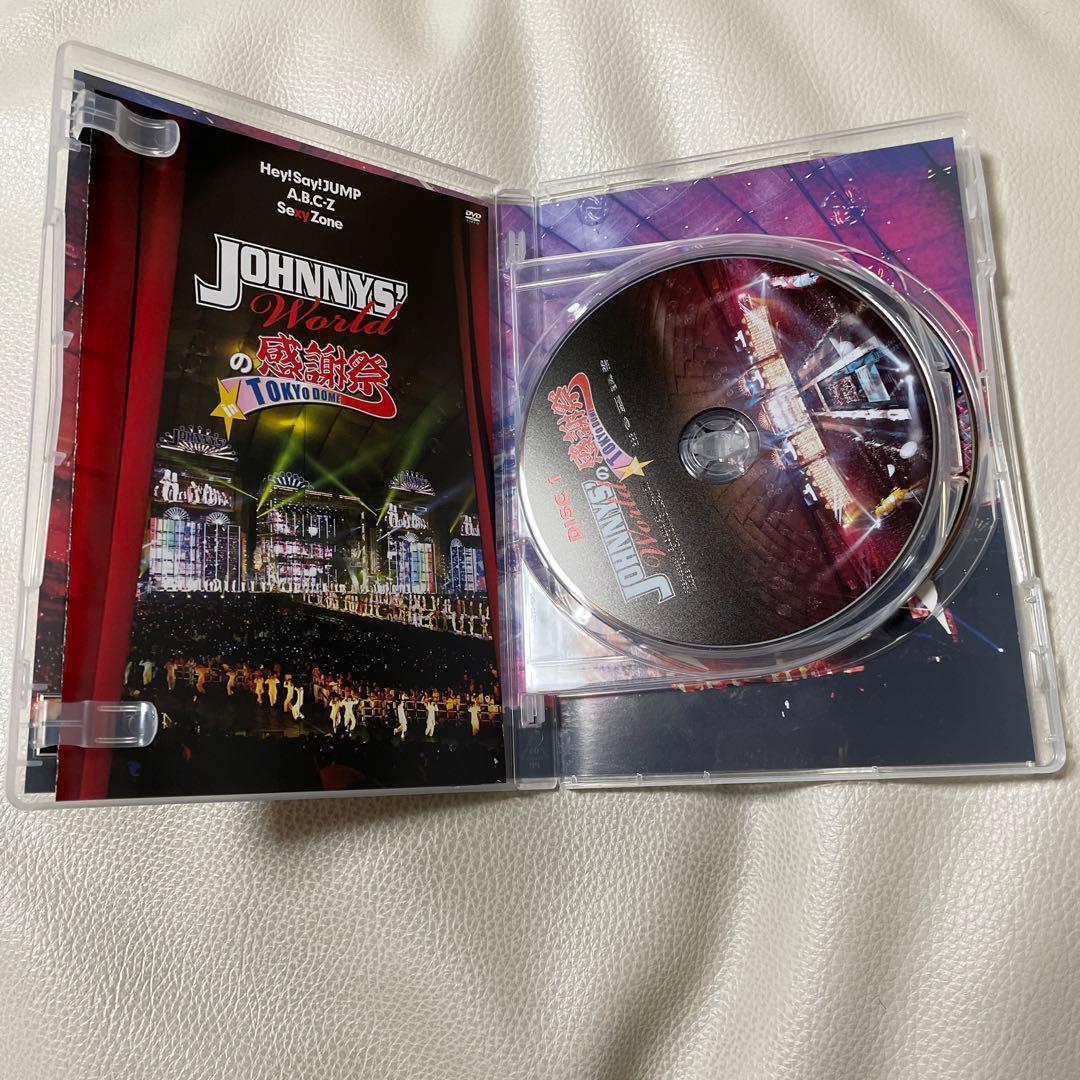 Hey!Say!JUMP
A.B.C-Z
Sexy Zone
DVD
JOHNNYS'
World
の感謝祭
in TOKYO DOME
JOHNNYS'
World
の感謝祭
TOKYO DOME
DISC 1